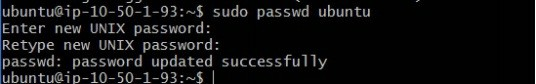 ubuntu@ip-10-50-1-93:~$ sudo passwd ubuntu
Enter new UNIX password:
Retype new UNIX password:
passwd: password updated successfully
ubuntu@ip-10-50-1-93:~$